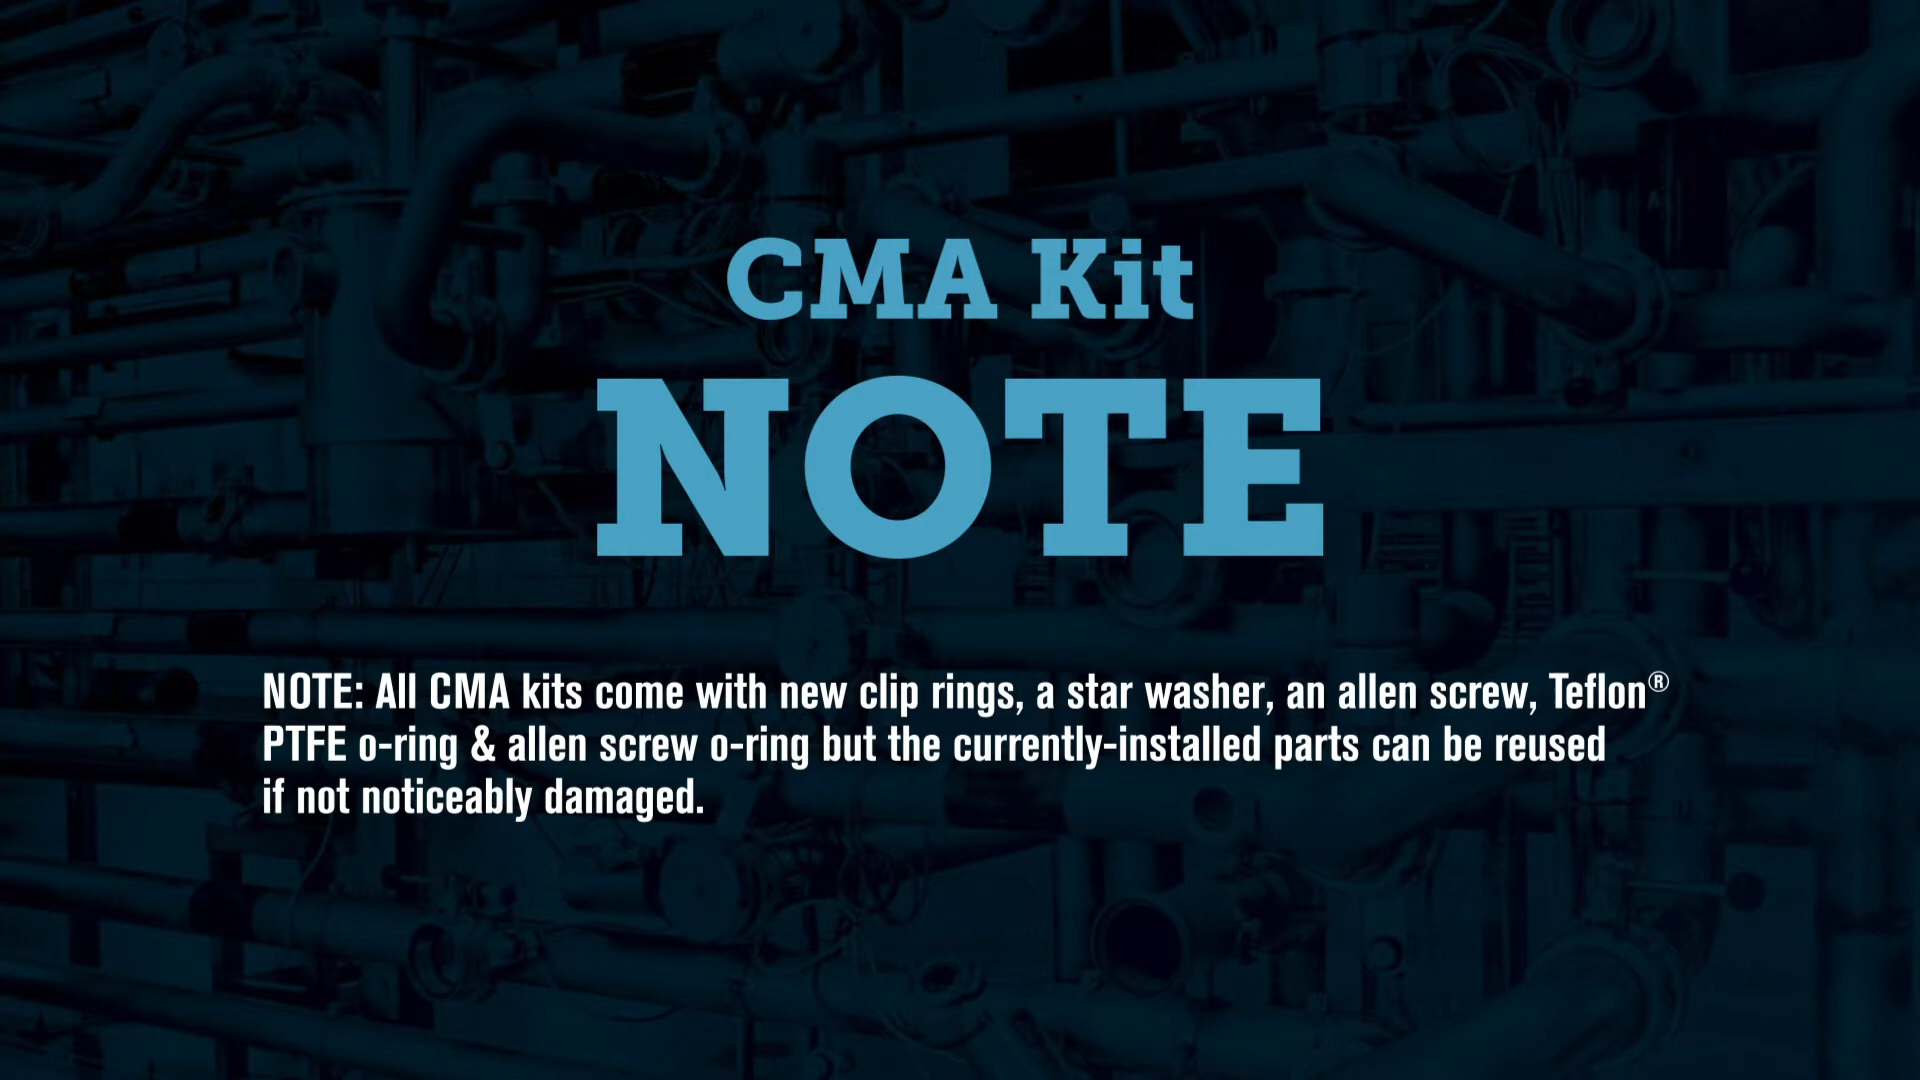 CMA Kit
NOTE
NOTE: All CMA kits come with new clip rings, a star washer, an allen screw, Teflon®
PTFE o-ring & allen screw o-ring but the currently-installed parts can be reused
if not noticeably damaged.